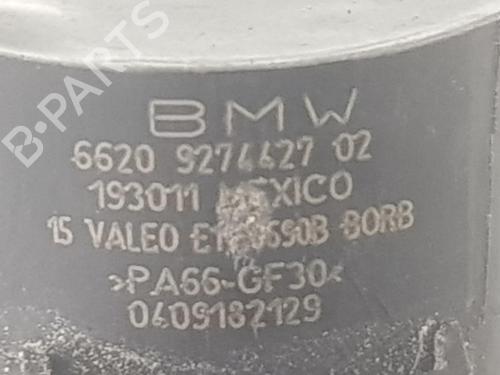 B-PARTS
BMW
6620 9274427 02
193011 MEXICO
15 VALEO BORB
>PA66-GF30<
0409182129